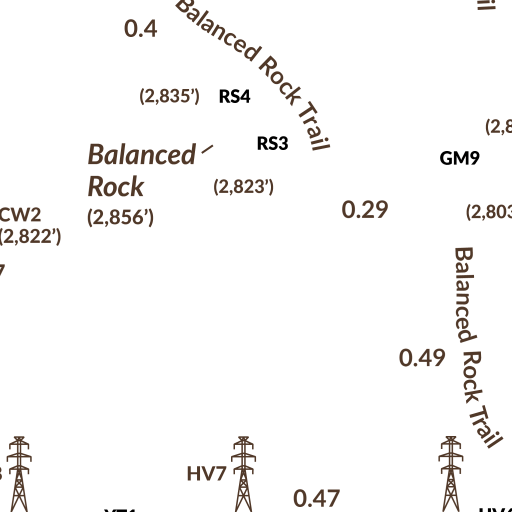 Balanced Rock Trail
0.4
(2,835’)
RS4
RS3
Balanced
Rock
(2,856’)
(2,823’)
GM9
0.29
CW2
(2,822’)
Balanced Rock Trail
0.49
HV7
0.47